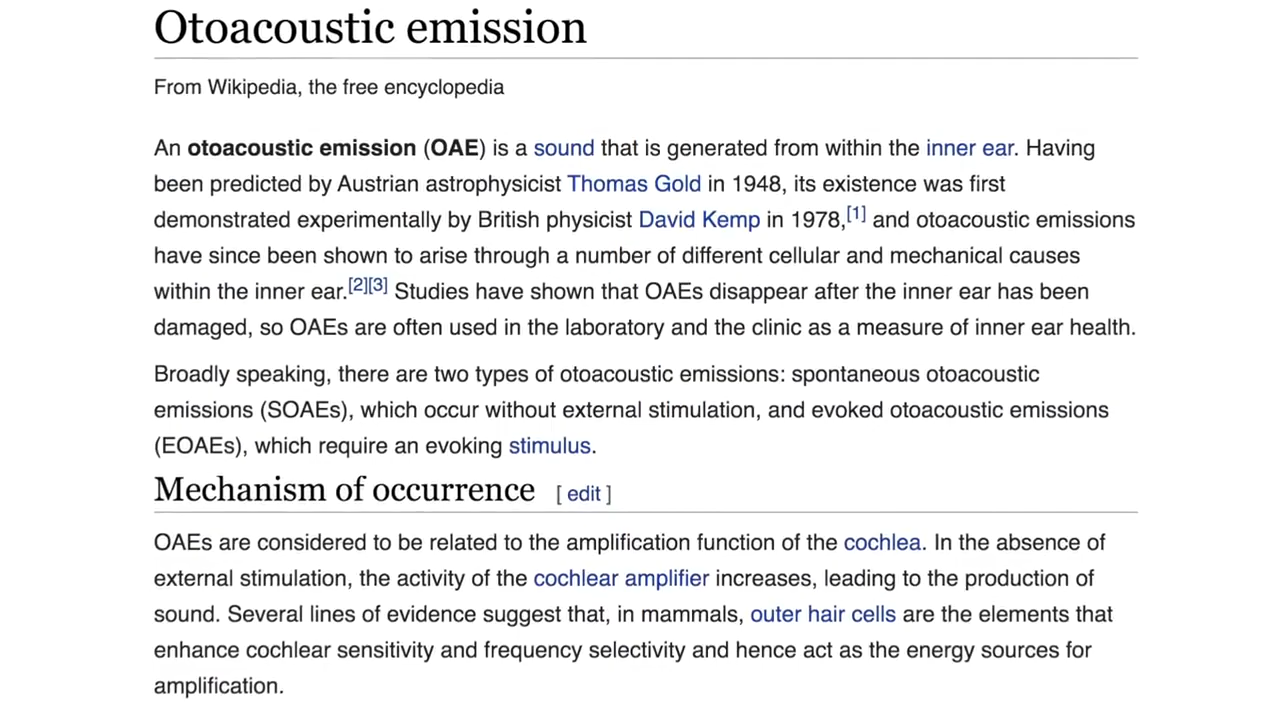 Otoacoustic emission
From Wikipedia, the free encyclopedia
An otoacoustic emission (OAE) is a sound that is generated from within the inner ear. Having
been predicted by Austrian astrophysicist Thomas Gold in 1948, its existence was first
demonstrated experimentally by British physicist David Kemp in 1978,[1] and otoacoustic emissions
have since been shown to arise through a number of different cellular and mechanical causes
within the inner ear.[2][3] Studies have shown that OAEs disappear after the inner ear has been
damaged, so OAEs are often used in the laboratory and the clinic as a measure of inner ear health.
Broadly speaking, there are two types of otoacoustic emissions: spontaneous otoacoustic
emissions (SOAEs), which occur without external stimulation, and evoked otoacoustic emissions
(EOAEs), which require an evoking stimulus.
Mechanism of occurrence [ edit ]
OAEs are considered to be related to the amplification function of the cochlea. In the absence of
external stimulation, the activity of the cochlear amplifier increases, leading to the production of
sound. Several lines of evidence suggest that, in mammals, outer hair cells are the elements that
enhance cochlear sensitivity and frequency selectivity and hence act as the energy sources for
amplification.